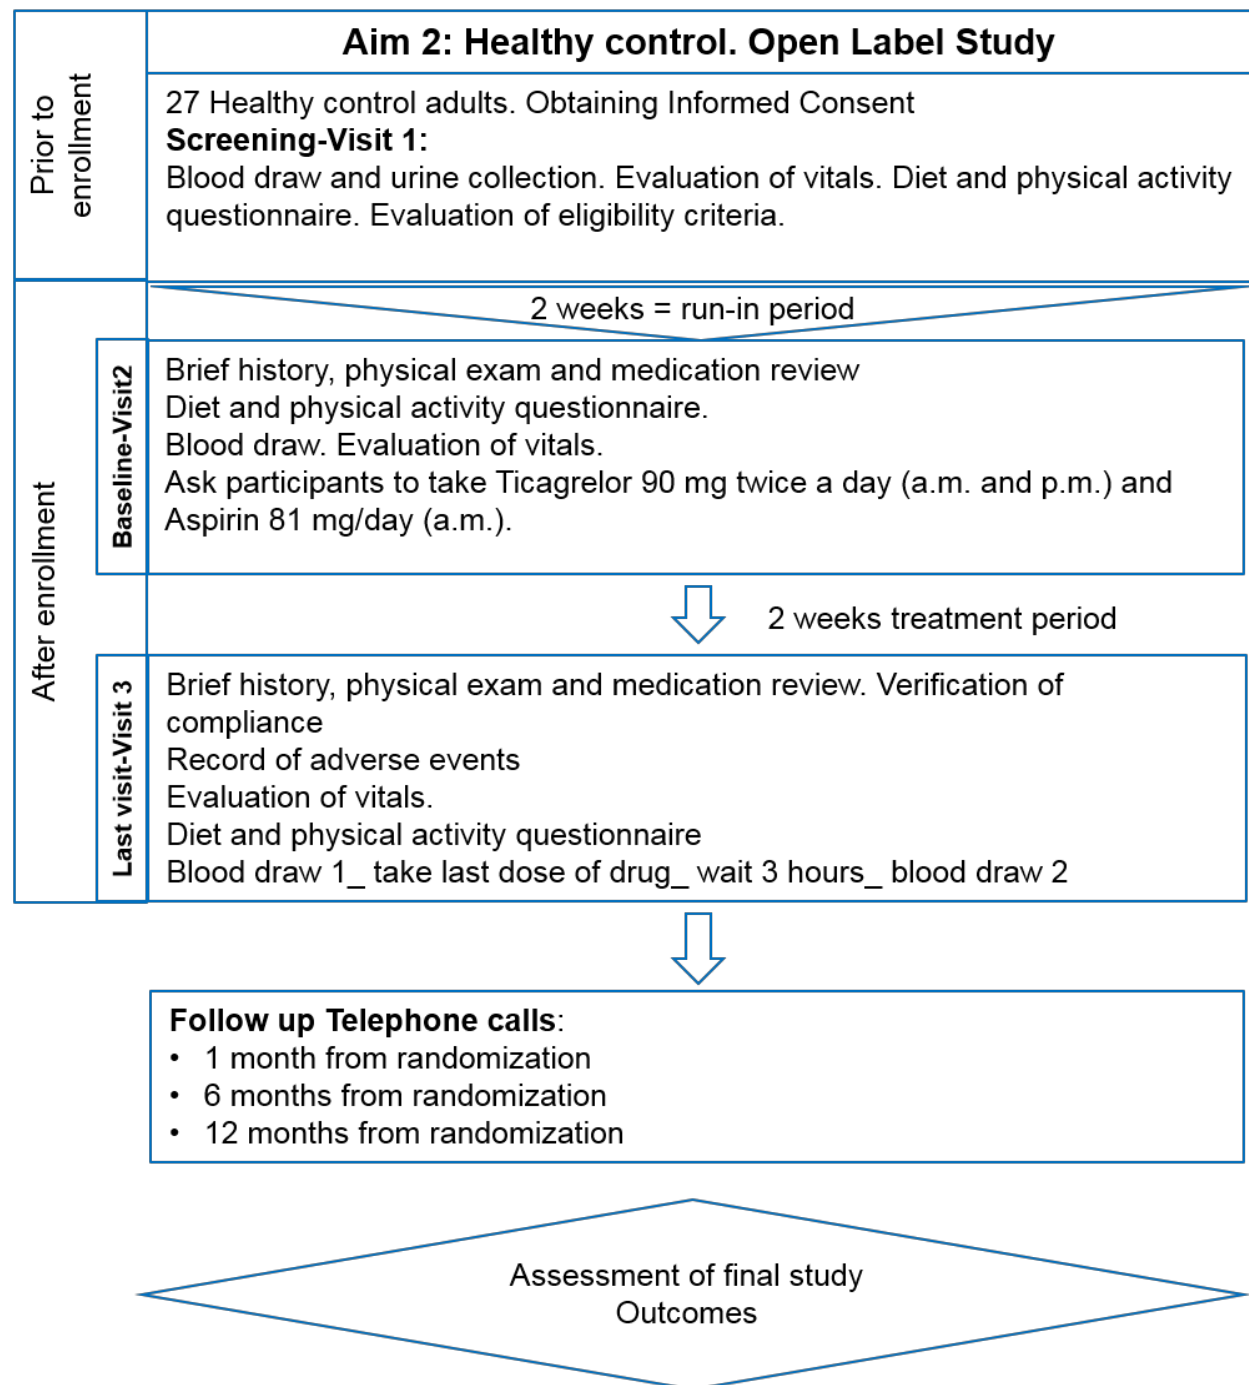 Aim 2: Healthy control. Open Label Study
Prior to
enrollment
27 Healthy control adults. Obtaining Informed Consent
Screening-Visit 1:
Blood draw and urine collection. Evaluation of vitals. Diet and physical activity
questionnaire. Evaluation of eligibility criteria.
2 weeks = run-in period
After enrollment
Baseline-Visit2
Brief history, physical exam and medication review
Diet and physical activity questionnaire.
Blood draw. Evaluation of vitals.
Ask participants to take Ticagrelor 90 mg twice a day (a.m. and p.m.) and
Aspirin 81 mg/day (a.m.).
2 weeks treatment period
Last visit-Visit 3
Brief history, physical exam and medication review. Verification of
compliance
Record of adverse events
Evaluation of vitals.
Diet and physical activity questionnaire
Blood draw 1_ take last dose of drug_ wait 3 hours_ blood draw 2
Follow up Telephone calls:
• 1 month from randomization
• 6 months from randomization
• 12 months from randomization
Assessment of final study
Outcomes